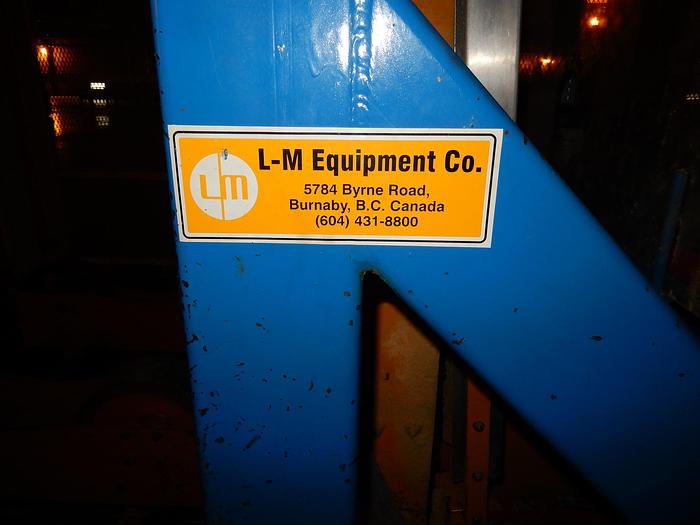 LM
L-M Equipment Co.
5784 Byrne Road,
Burnaby, B.C. Canada
(604) 431-8800